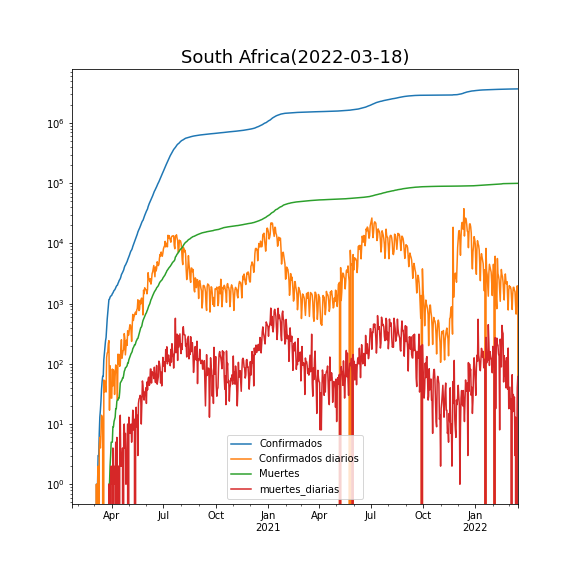 South Africa(2022-03-18)
10^6
10^5
10^4
10^3
10^2
10^1
10^0
Confirmados
Confirmados diarios
Muertes
muertes_diarias
Apr Jul Oct Jan Apr Jul Oct Jan
2021 2022